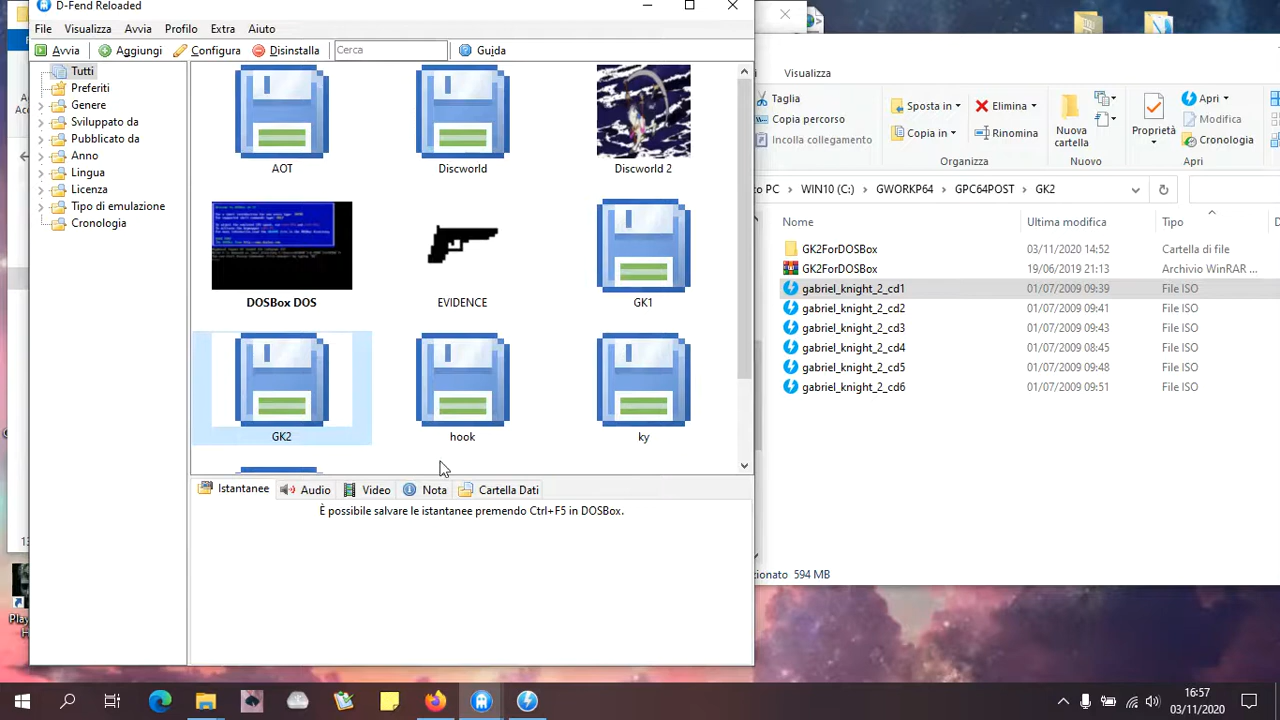 D-Fend Reloaded
File Visualizza Avvia Profilo Extra Aiuto
Avvia Aggiungi Configura Disinstalla Cerca Guida
Tutti
Preferiti
Genere
Sviluppato da
Pubblicato da
Anno
Lingua
Licenza
Tipo di emulazione
Cronologia
AOT Discworld Discworld 2
DOSBox DOS EVIDENCE GK1
GK2 hook ky
Istantanee Audio Video Nota Cartella Dati
È possibile salvare le istantanee premendo Ctrl+F5 in DOSBox.
Visualizza
Taglia
Copia percorso
Incolla collegamento
Sposta in
Copia in
Elimina
Rinomina
Organizza
Nuova
cartella
Nuovo
Proprietà
Apri
Modifica
Cronologia
Apri
PC WIN10 (C:) GWORKP64 GPC64POST GK2
Nome Ultima modific... Tipo
GK2ForDOSBox 03/11/2020 14:52 Cartella di file
GK2ForDOSBox 19/06/2019 21:13 Archivio WinRAR ...
gabriel_knight_2_cd1 01/07/2009 09:39 File ISO
gabriel_knight_2_cd2 01/07/2009 09:41 File ISO
gabriel_knight_2_cd3 01/07/2009 09:43 File ISO
gabriel_knight_2_cd4 01/07/2009 08:45 File ISO
gabriel_knight_2_cd5 01/07/2009 09:48 File ISO
gabriel_knight_2_cd6 01/07/2009 09:51 File ISO
zionato 594 MB
Play
16:57
03/11/2020